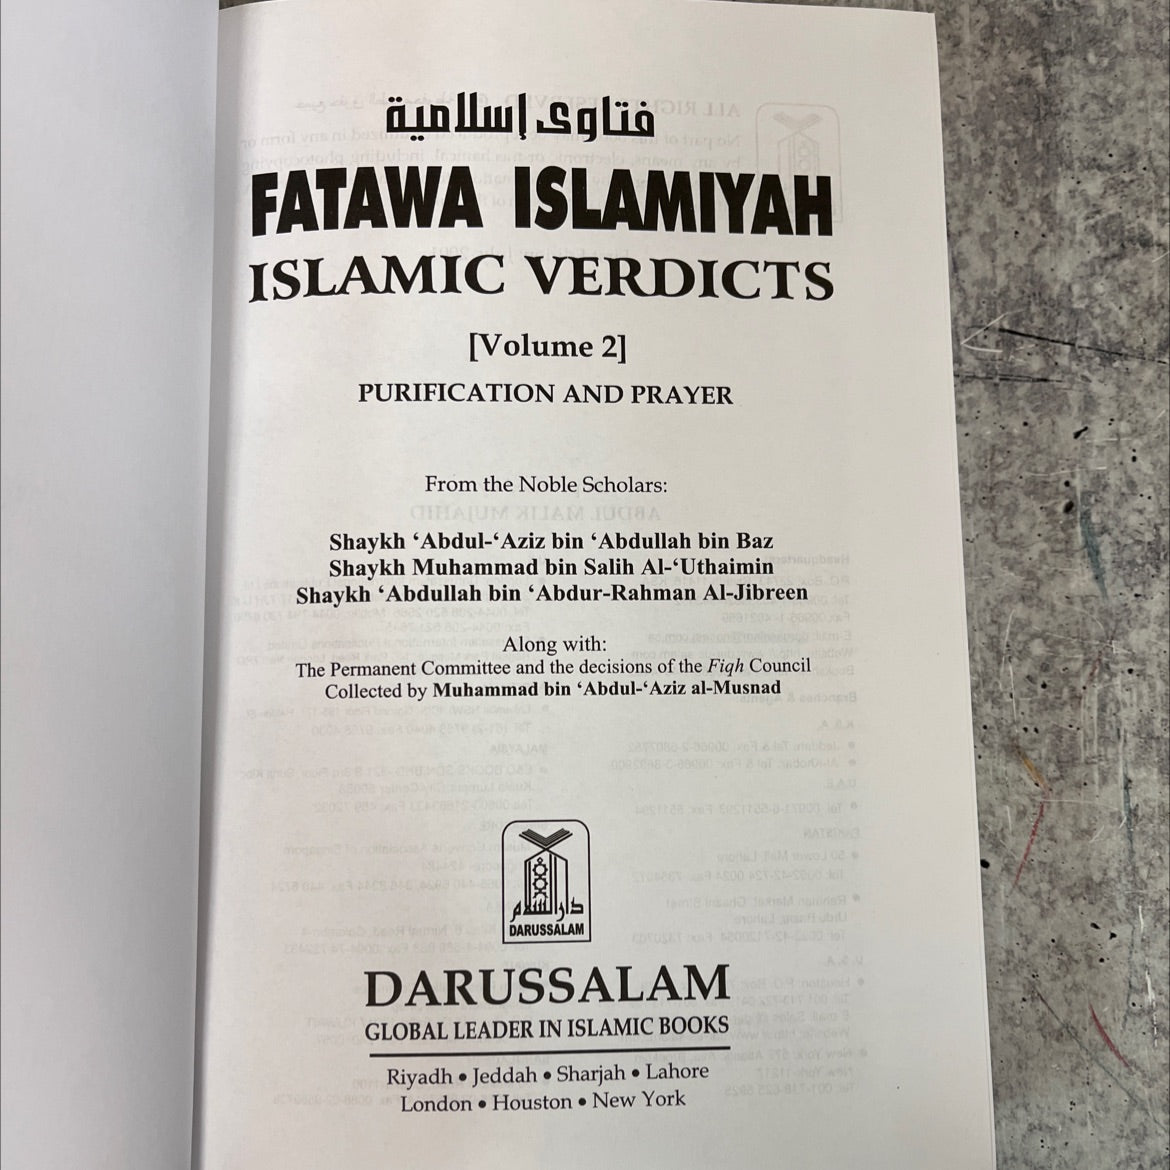 فتاوى إسلامية
FATAWA ISLAMIYAH
ISLAMIC VERDICTS
[Volume 2]
PURIFICATION AND PRAYER
From the Noble Scholars:
Shaykh ‘Abdul-‘Aziz bin ‘Abdullah bin Baz
Shaykh Muhammad bin Salih Al-‘Uthaimin
Shaykh ‘Abdullah bin ‘Abdur-Rahman Al-Jibreen
Along with:
The Permanent Committee and the decisions of the Fiqh Council
Collected by Muhammad bin ‘Abdul-‘Aziz al-Musnad
دارالسلام
DARUSSALAM
DARUSSALAM
GLOBAL LEADER IN ISLAMIC BOOKS
Riyadh • Jeddah • Sharjah • Lahore
London • Houston • New York